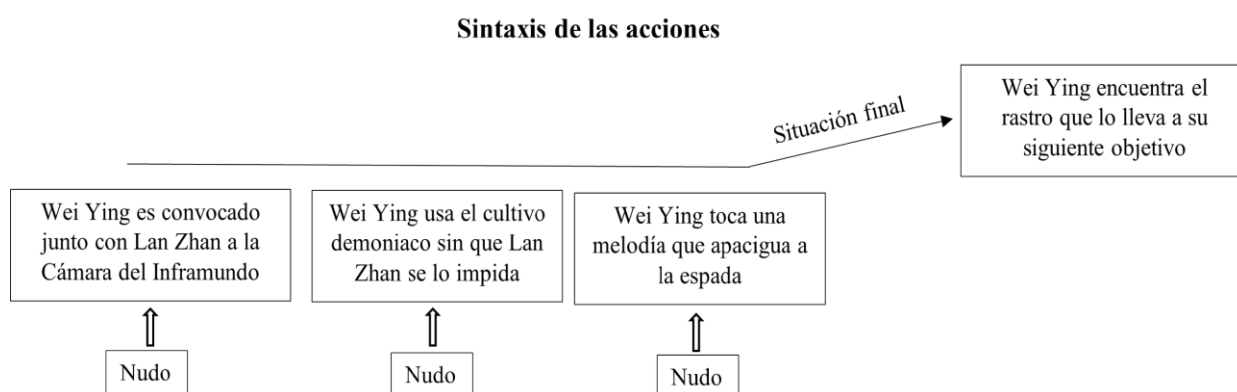 Sintaxis de las acciones
Situación final
Wei Ying encuentra el
rastro que lo lleva a su
siguiente objetivo
Wei Ying es convocado
junto con Lan Zhan a la
Cámara del Inframundo
Wei Ying usa el cultivo
demoniaco sin que Lan
Zhan se lo impida
Wei Ying toca una
melodía que apacigua a
la espada
Nudo
Nudo
Nudo